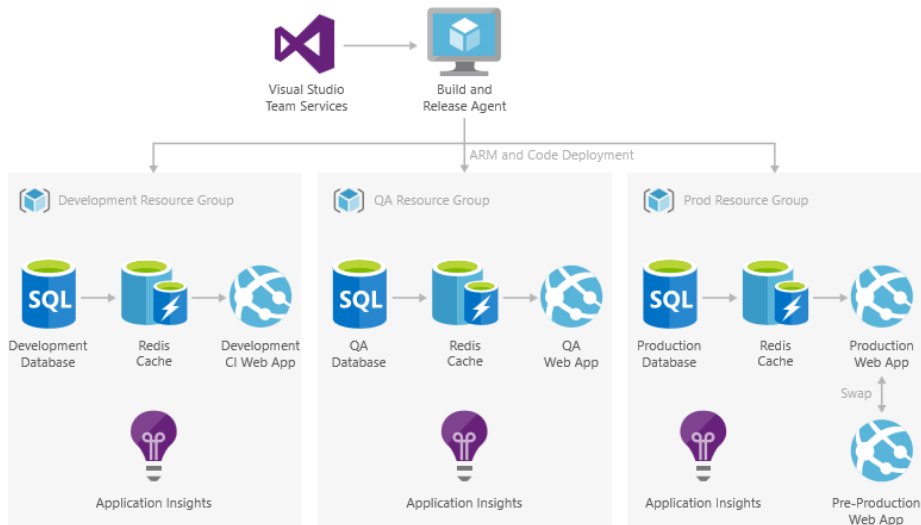 Visual Studio
Team Services
Build and
Release Agent
ARM and Code Deployment
Development Resource Group
QA Resource Group
Prod Resource Group
SQL
SQL
SQL
Development
Database
Redis
Cache
Development
CI Web App
QA
Database
Redis
Cache
QA
Web App
Production
Database
Redis
Cache
Production
Web App
Swap
Application Insights
Application Insights
Application Insights
Pre-Production
Web App